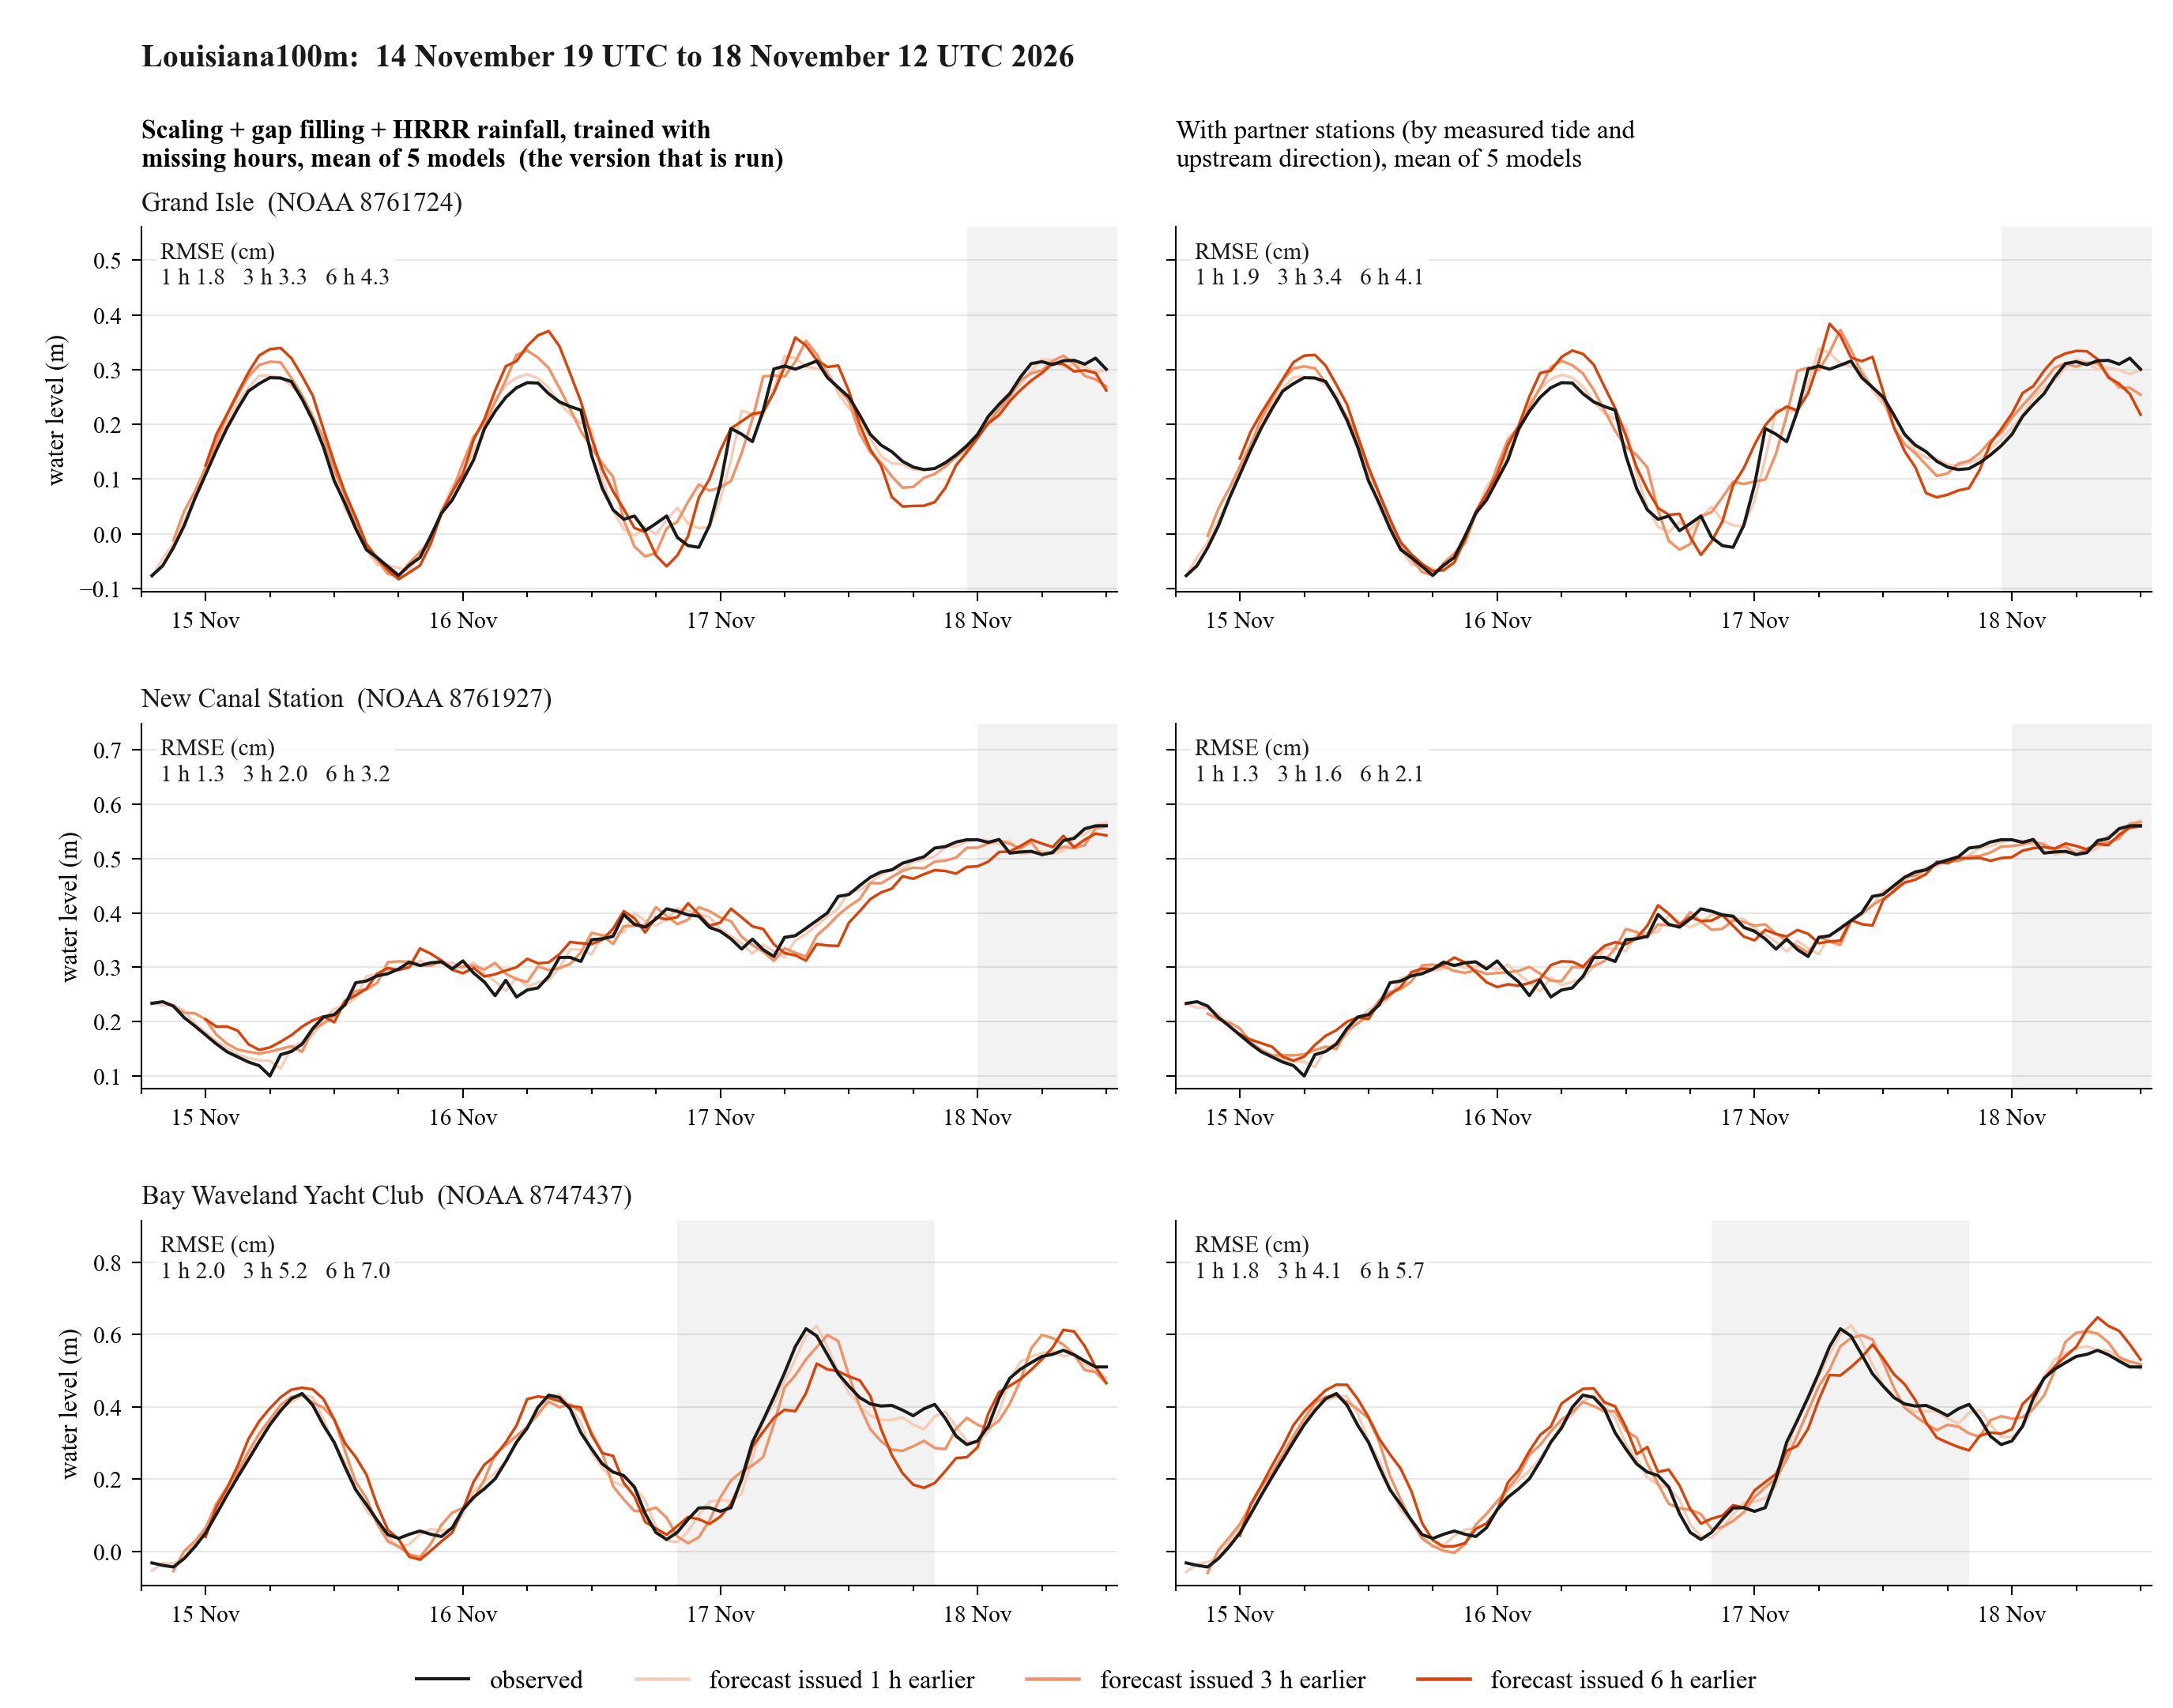 Louisiana100m:  14 November 19 UTC to 18 November 12 UTC 2026
Scaling + gap filling + HRRR rainfall, trained with
missing hours, mean of 5 models  (the version that is run)
With partner stations (by measured tide and
upstream direction), mean of 5 models
Grand Isle  (NOAA 8761724)
RMSE (cm)
1 h 1.8   3 h 3.3   6 h 4.3
RMSE (cm)
1 h 1.9   3 h 3.4   6 h 4.1
water level (m)
0.5
0.4
0.3
0.2
0.1
0.0
−0.1
15 Nov
16 Nov
17 Nov
18 Nov
15 Nov
16 Nov
17 Nov
18 Nov
New Canal Station  (NOAA 8761927)
RMSE (cm)
1 h 1.3   3 h 2.0   6 h 3.2
RMSE (cm)
1 h 1.3   3 h 1.6   6 h 2.1
water level (m)
0.7
0.6
0.5
0.4
0.3
0.2
0.1
15 Nov
16 Nov
17 Nov
18 Nov
15 Nov
16 Nov
17 Nov
18 Nov
Bay Waveland Yacht Club  (NOAA 8747437)
RMSE (cm)
1 h 2.0   3 h 5.2   6 h 7.0
RMSE (cm)
1 h 1.8   3 h 4.1   6 h 5.7
water level (m)
0.8
0.6
0.4
0.2
0.0
15 Nov
16 Nov
17 Nov
18 Nov
15 Nov
16 Nov
17 Nov
18 Nov
observed
forecast issued 1 h earlier
forecast issued 3 h earlier
forecast issued 6 h earlier